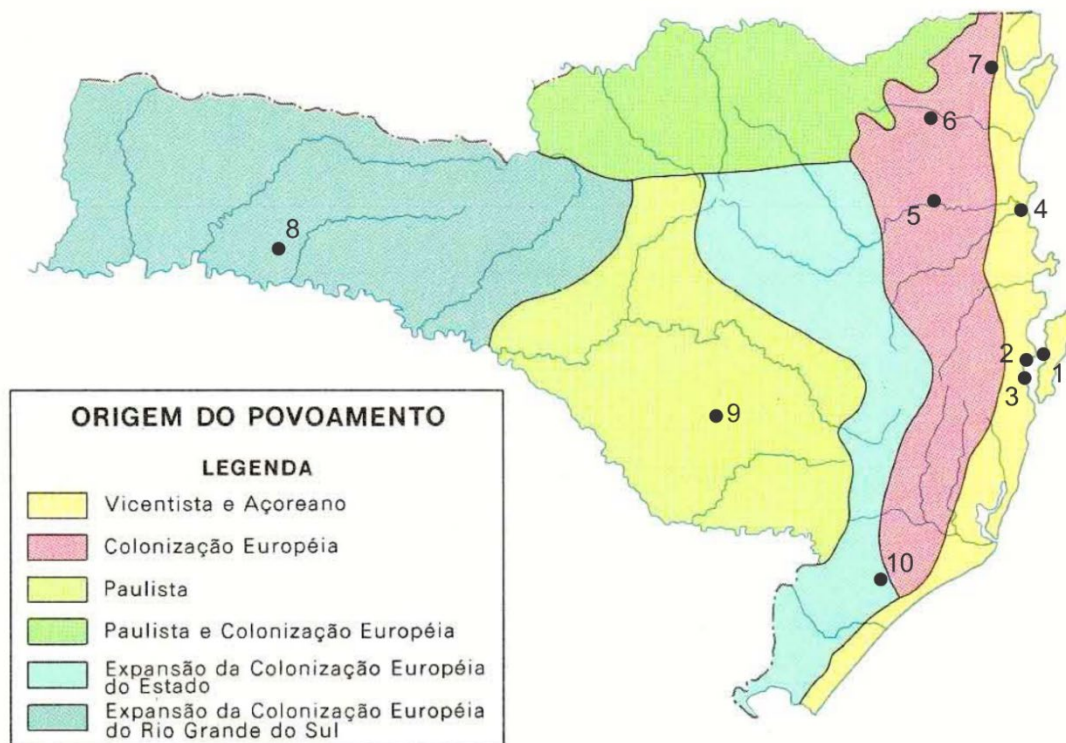 7
6
5
4
8
2
1
3
9
10
ORIGEM DO POVOAMENTO
LEGENDA
Vicentista e Açoreano
Colonização Européia
Paulista
Paulista e Colonização Européia
Expansão da Colonização Européia
do Estado
Expansão da Colonização Européia
do Rio Grande do Sul